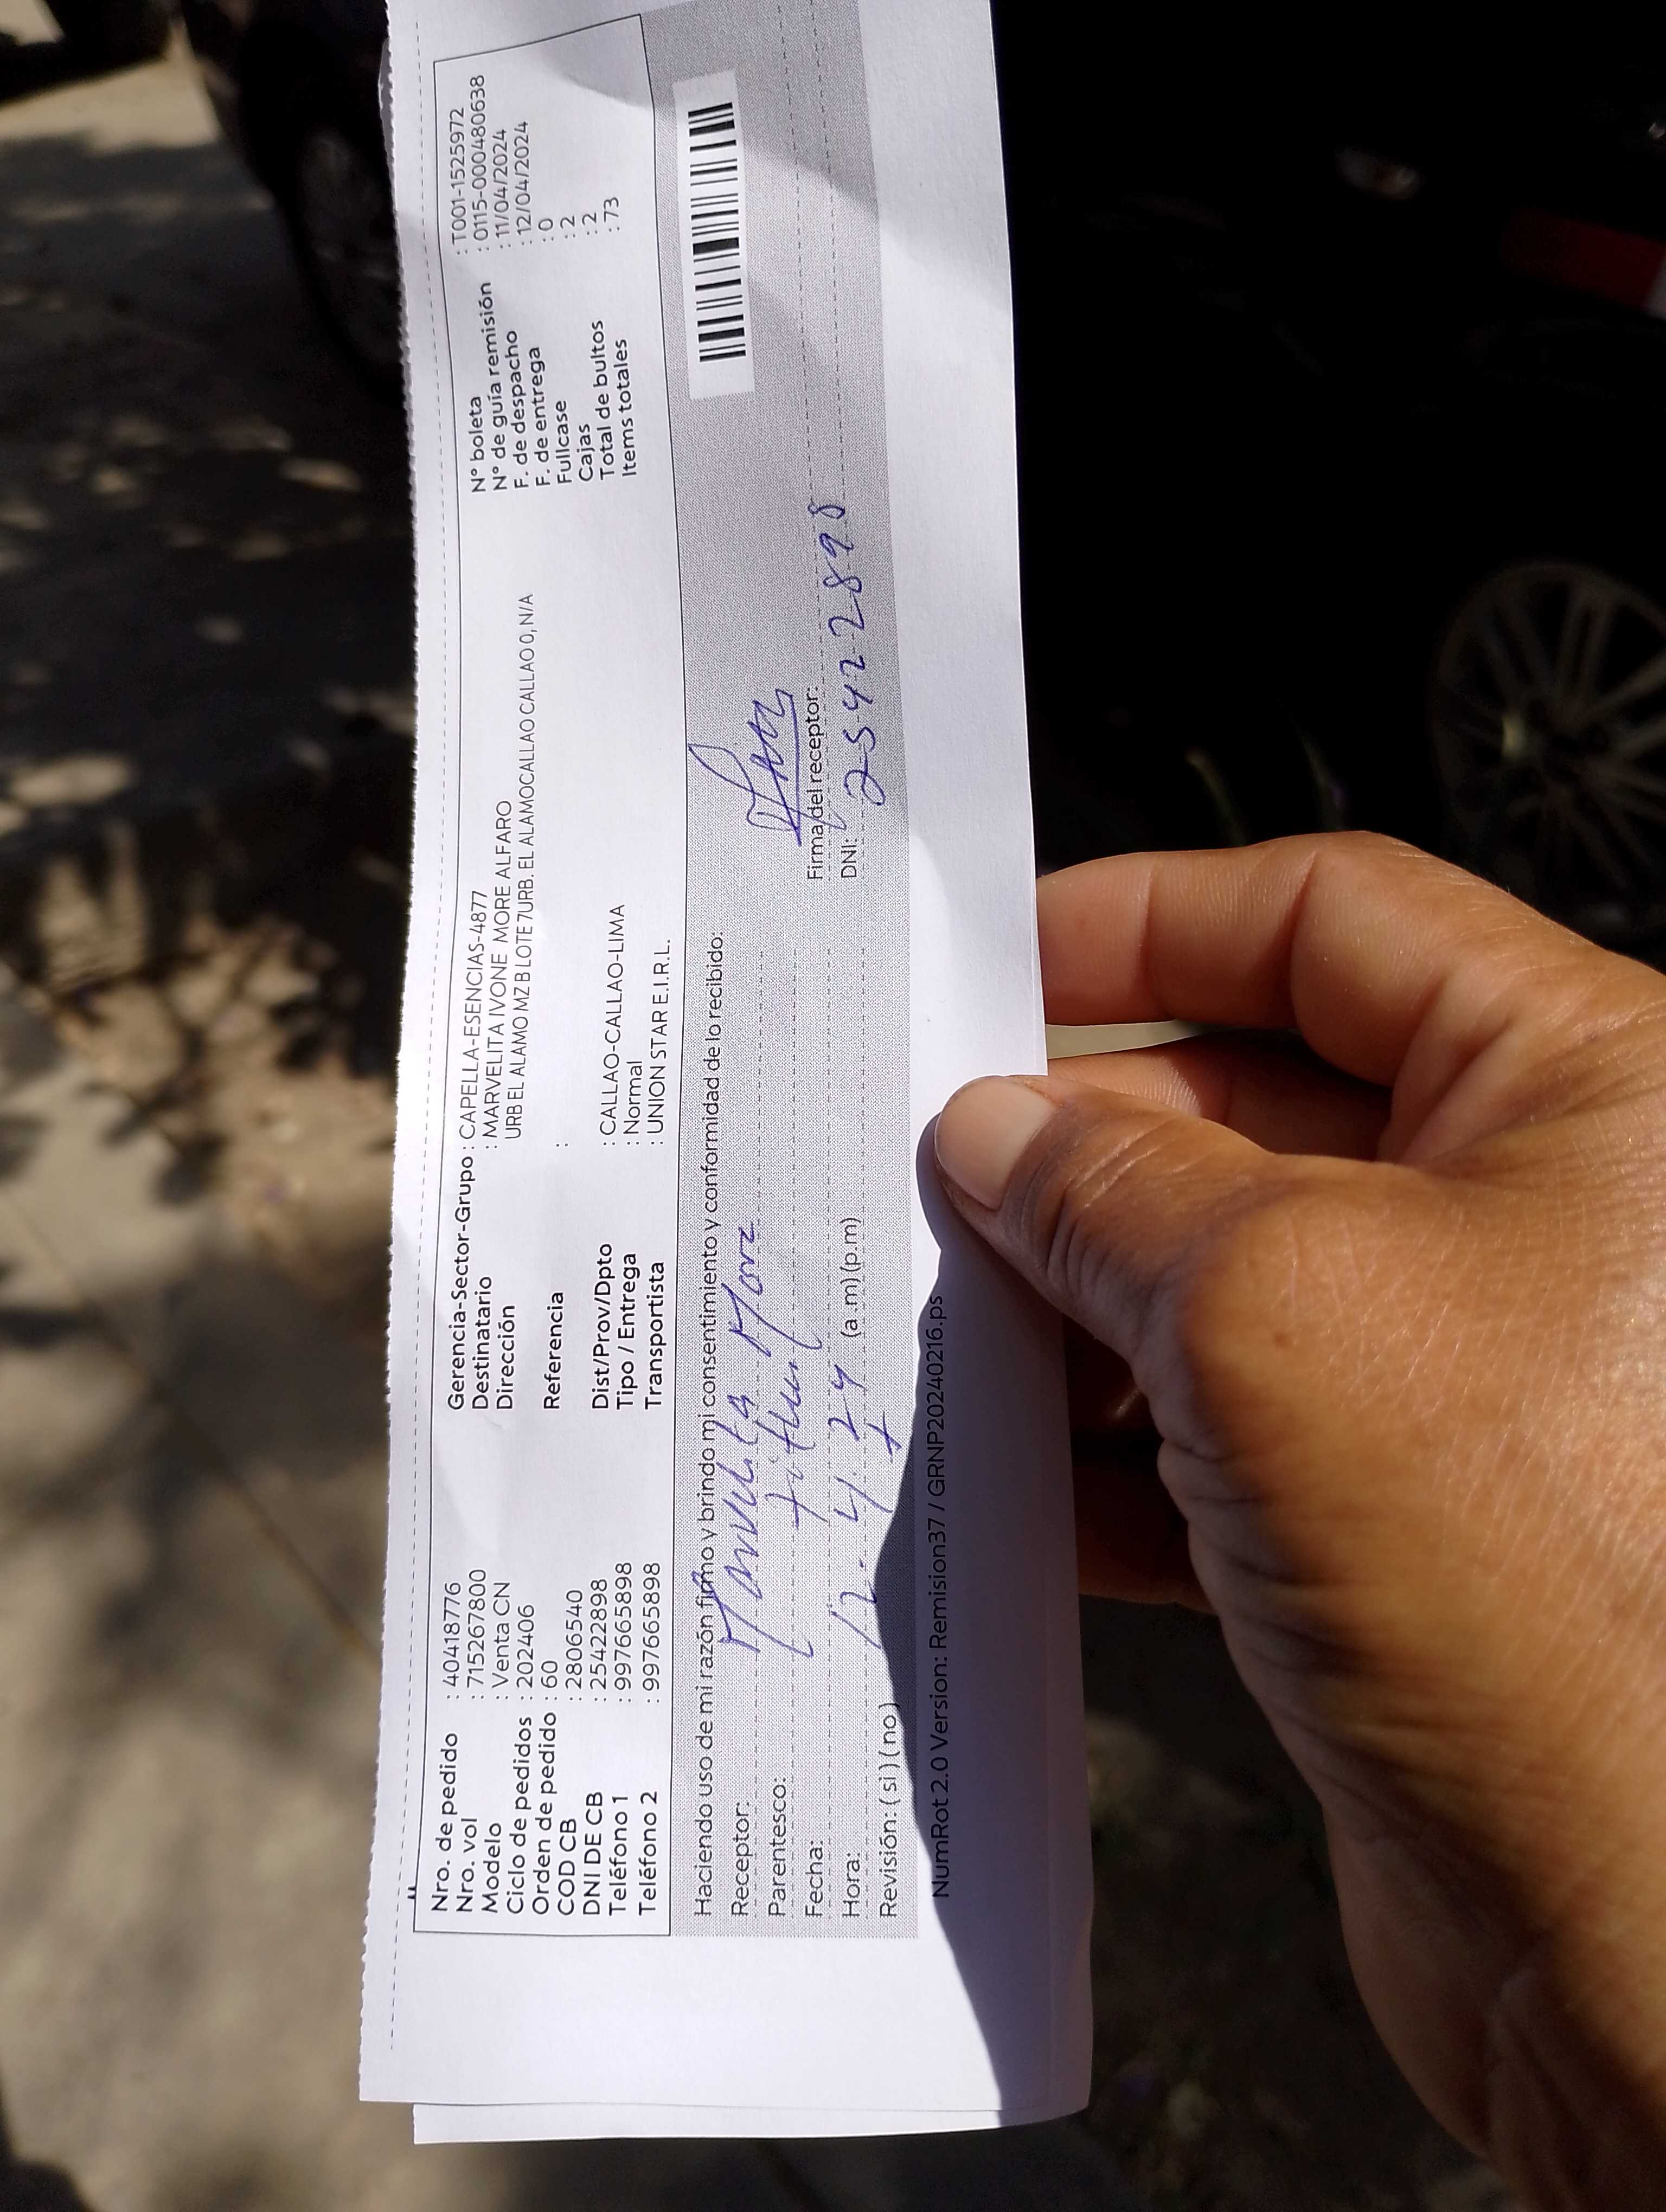 Nro. de pedido : 40418776
Nro. vol : 715267800
Modelo : Venta CN
Ciclo de pedidos : 202406
Orden de pedido : 60
COD CB : 2806540
DNI DE CB : 25422898
Teléfono 1 : 997665898
Teléfono 2 : 997665898
Gerencia-Sector-Grupo : CAPELLA-ESENCIAS-4877
Destinatario : MARVELITA IVONE MORE ALFARO
Dirección URB EL ALAMO MZ B LOTE 7URB. EL ALAMOCALLAO CALLAO CALLAO 0, N/A
Referencia :
Dist/Prov/Dpto : CALLAO-CALLAO-LIMA
Tipo / Entrega : Normal
Transportista : UNION STAR E.I.R.L.
N° boleta : T001-1525972
N° de guía remisión : 0115-0004480638
F. de despacho : 11/04/2024
F. de entrega : 12/04/2024
Fullcase : 0
Cajas : 2
Total de bultos : 2
Items totales : 73
Haciendo uso de mi razón firmo y brindo mi consentimiento y conformidad de lo recibido:
Receptor: More
Parentesco:
Fecha: 12. 4. 24
Hora: (a.m) (p.m)
Revisión: ( si ) ( no )
Firma del receptor:
DNI: 25422898
NumRot 2.0 Version: Remision37 / GRNP20240216.ps